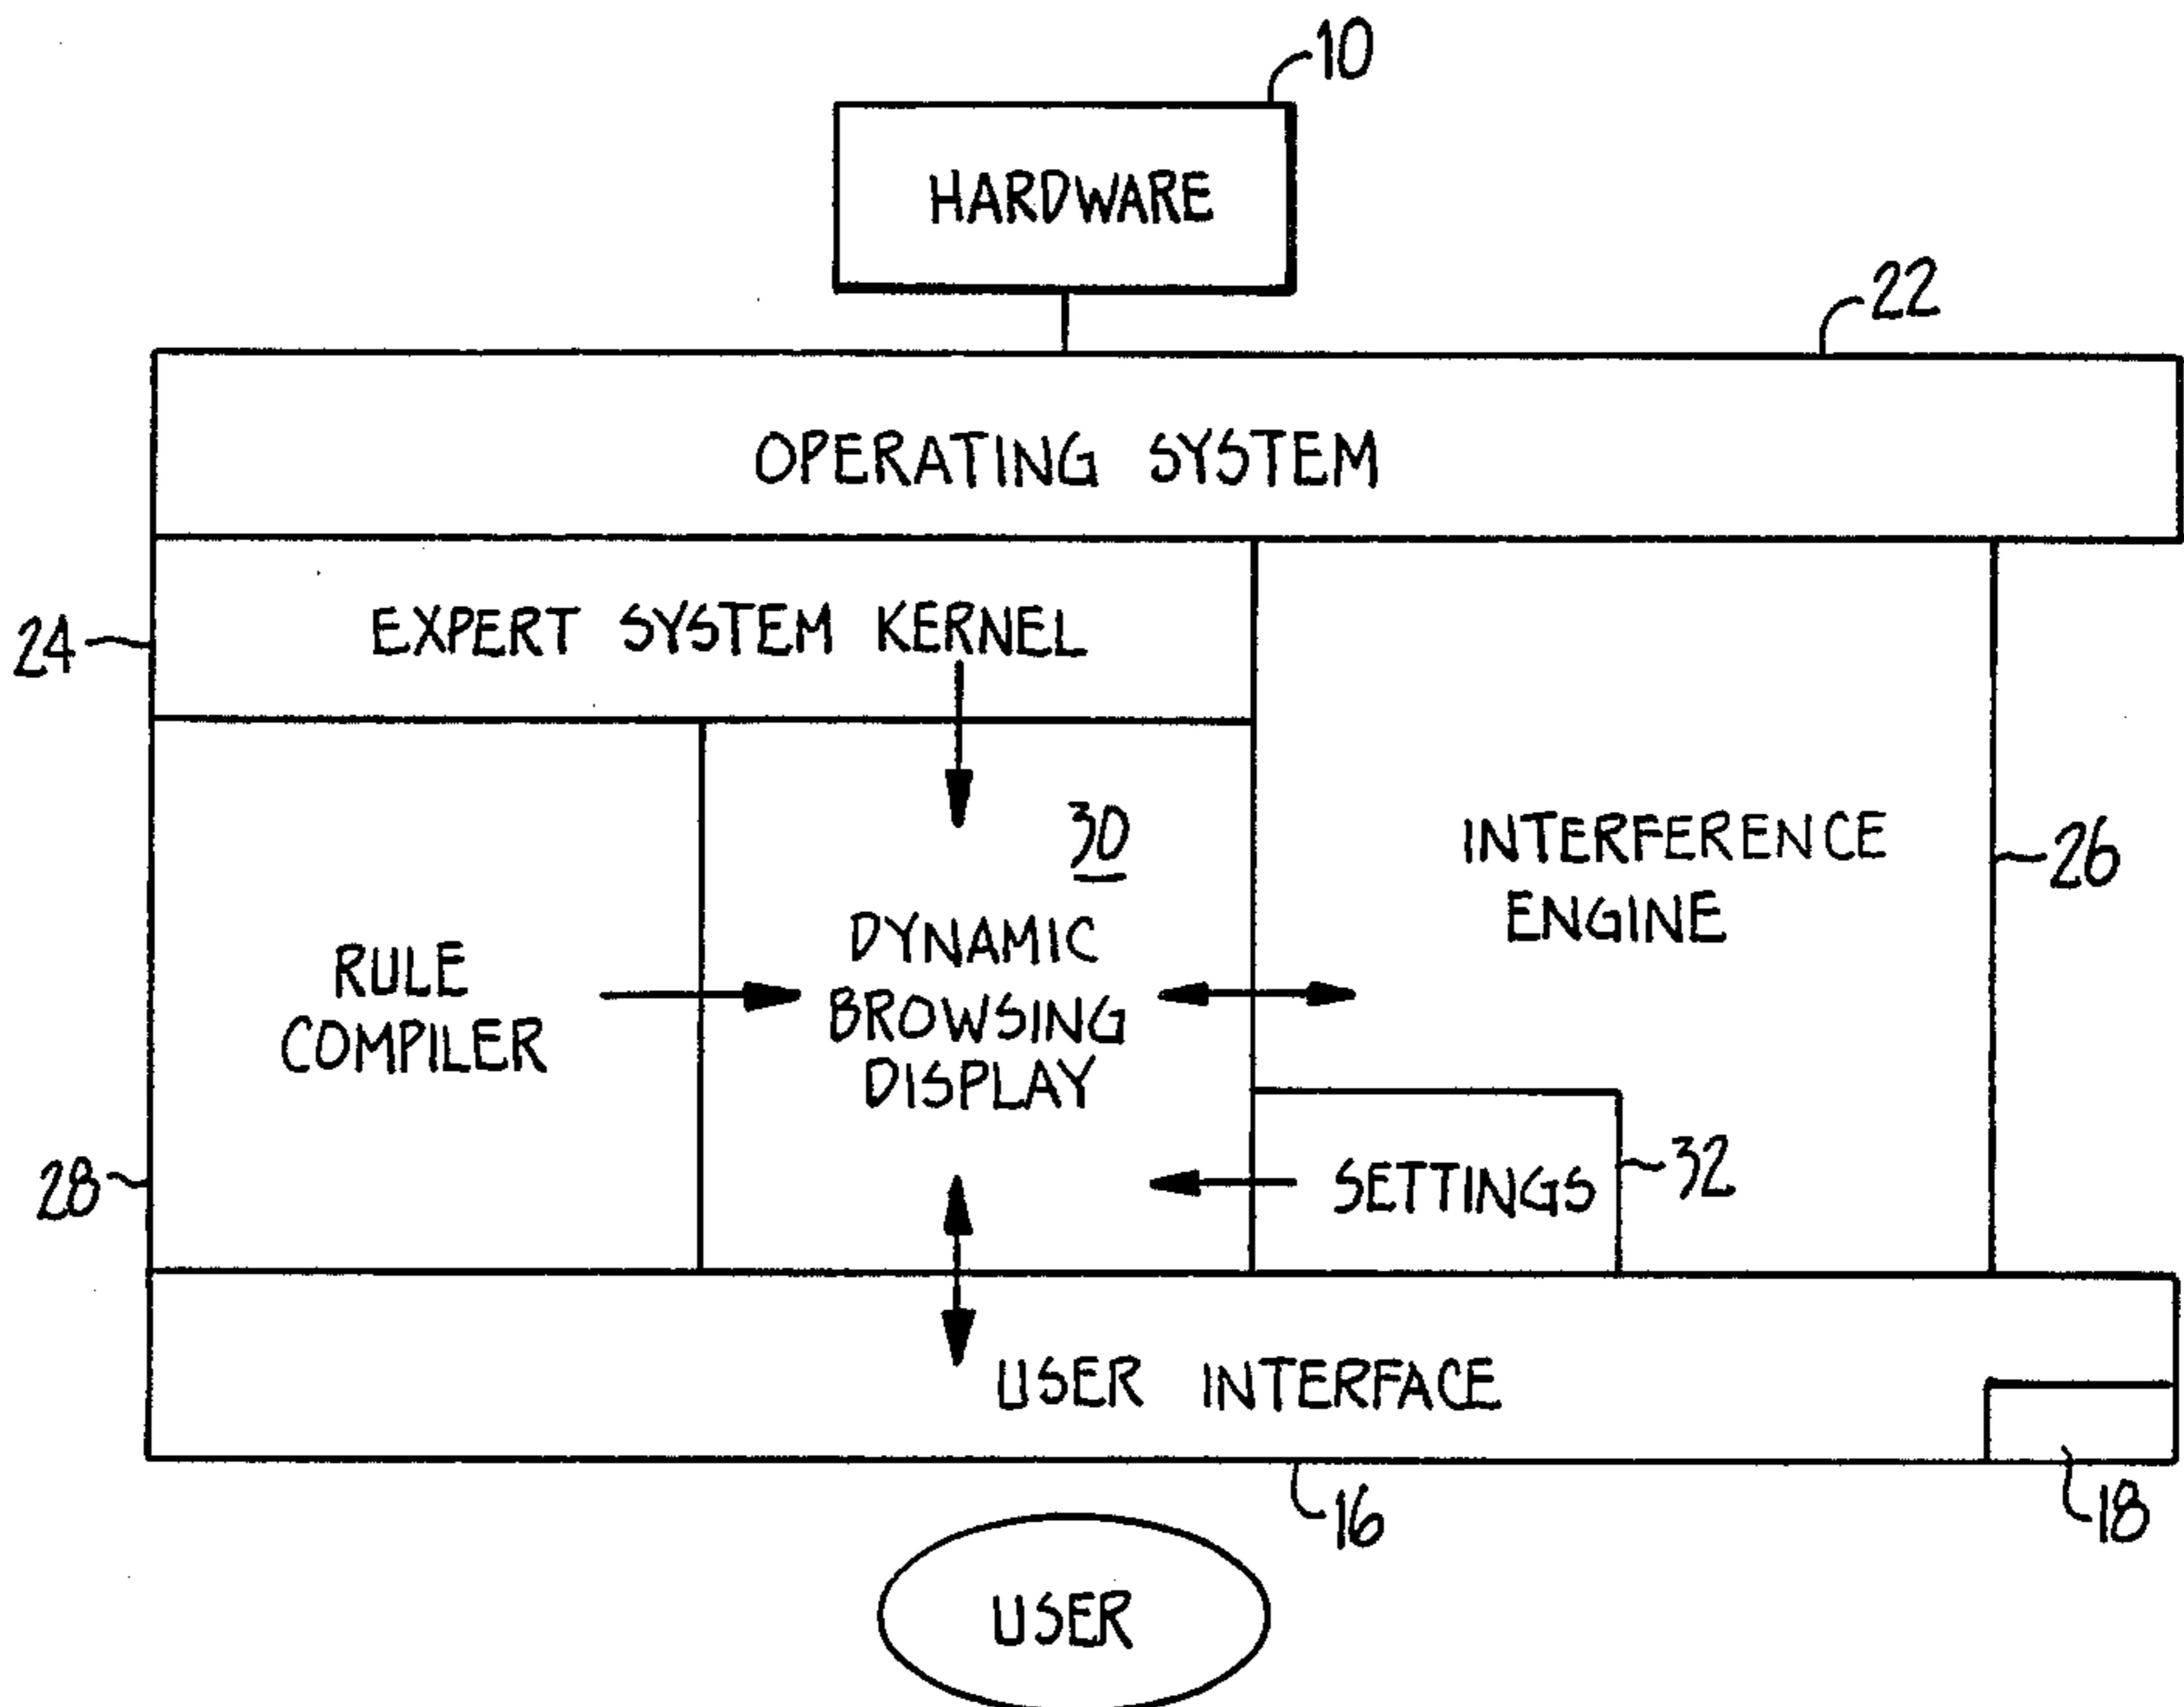 10
HARDWARE
22
OPERATING SYSTEM
24
EXPERT SYSTEM KERNEL
30
INTERFERENCE
ENGINE
26
DYNAMIC
BROWSING
DISPLAY
RULE
COMPILER
28
SETTINGS
32
USER INTERFACE
16
18
USER